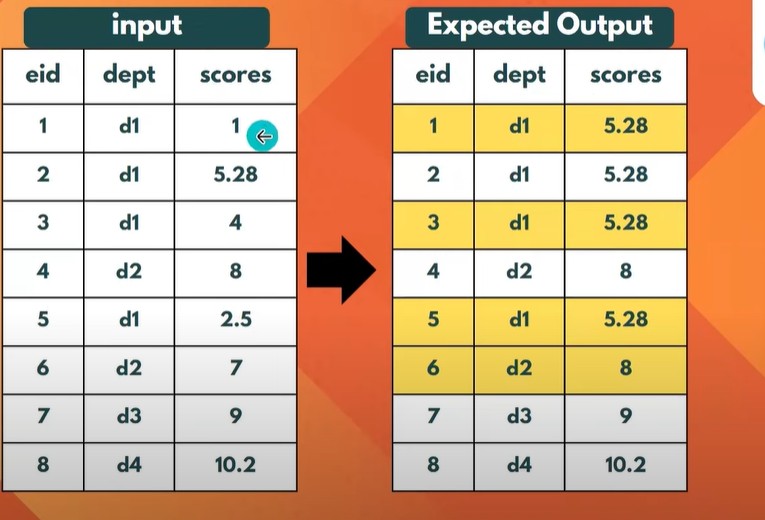 input Expected Output
eid dept scores eid dept scores
1 d1 1 1 d1 5.28
2 d1 5.28 2 d1 5.28
3 d1 4 3 d1 5.28
4 d2 8 4 d2 8
5 d1 2.5 5 d1 5.28
6 d2 7 6 d2 8
7 d3 9 7 d3 9
8 d4 10.2 8 d4 10.2